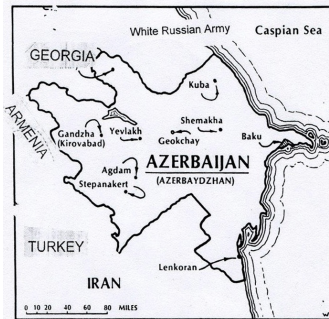 White Russian Army
Caspian Sea
GEORGIA
Kuba
ARMENIA
Shemakha
Gandzha
(Kirovabad)
Yevlakh
Geokchay
Baku
AZERBAIJAN
(AZERBAYDZHAN)
Agdam
Stepanakert
TURKEY
Lenkoran
IRAN
0 10 20 40 60 80 MILES